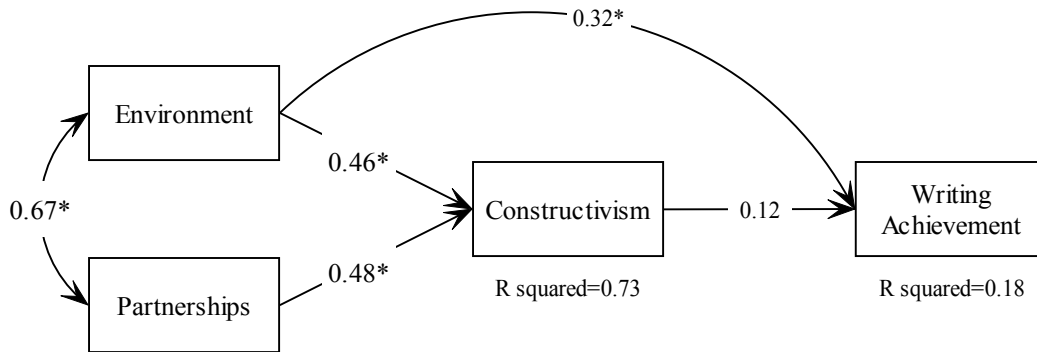 0.32*
Environment
0.46*
0.67*
Constructivism
0.12
Writing
Achievement
0.48*
Partnerships
R squared=0.73
R squared=0.18